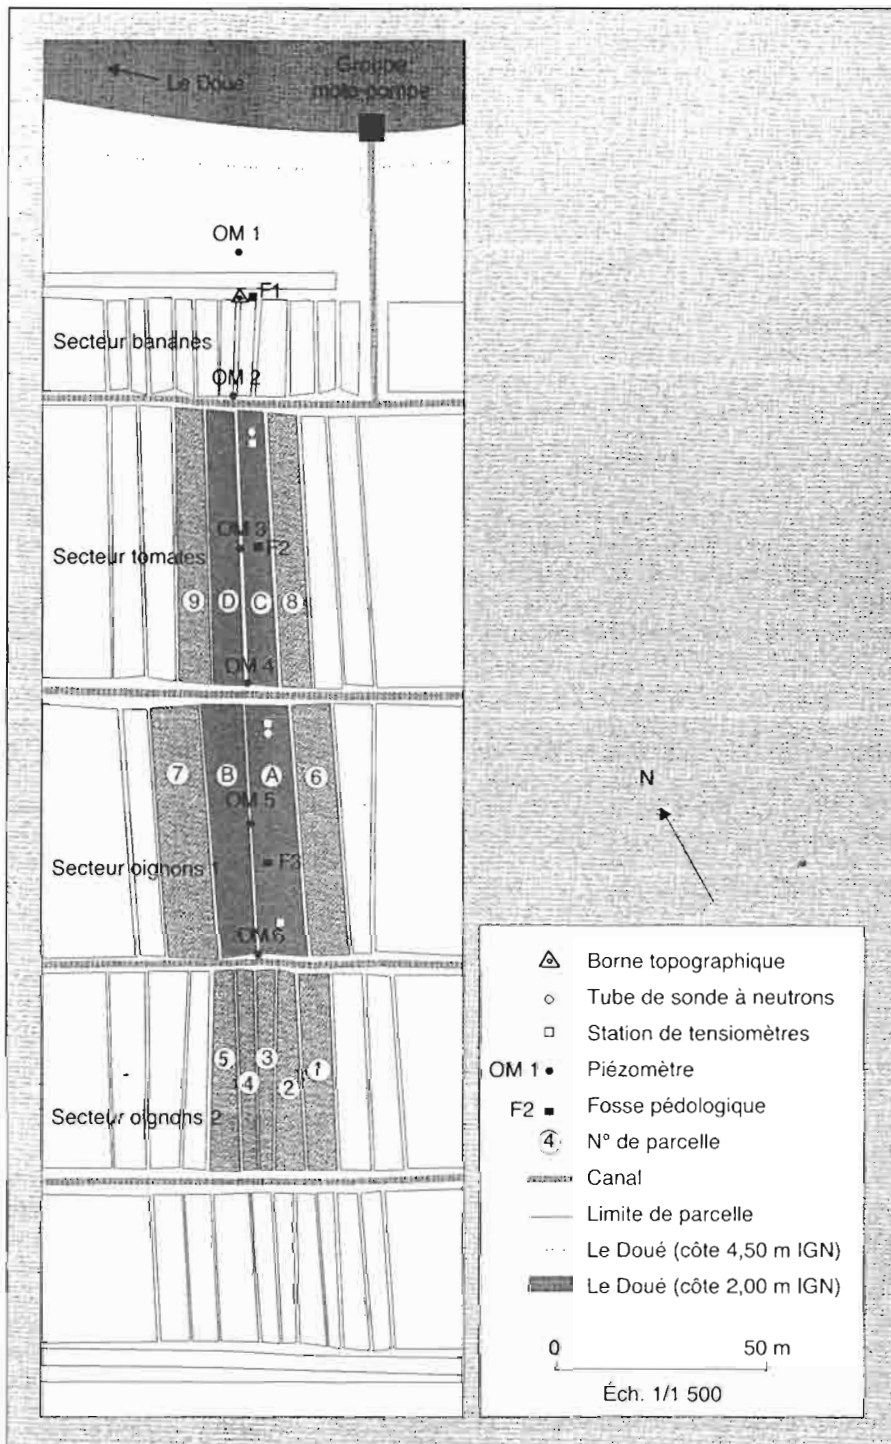 Le Doué
Groupe
moto-pompe
OM 1
F1
Secteur bananes
OM 2
OM 3
F2
Secteur tomates
9
D
C
8
OM 4
7
B
A
6
OM 5
F3
Secteur oignons 1
OM 6
5
4
3
2
1
Secteur oignons 2
N
Borne topographique
Tube de sonde à neutrons
Station de tensiomètres
OM 1 Piézomètre
F2 Fosse pédologique
4 N° de parcelle
Canal
Limite de parcelle
Le Doué (côte 4,50 m IGN)
Le Doué (côte 2,00 m IGN)
0 50 m
Éch. 1/1 500